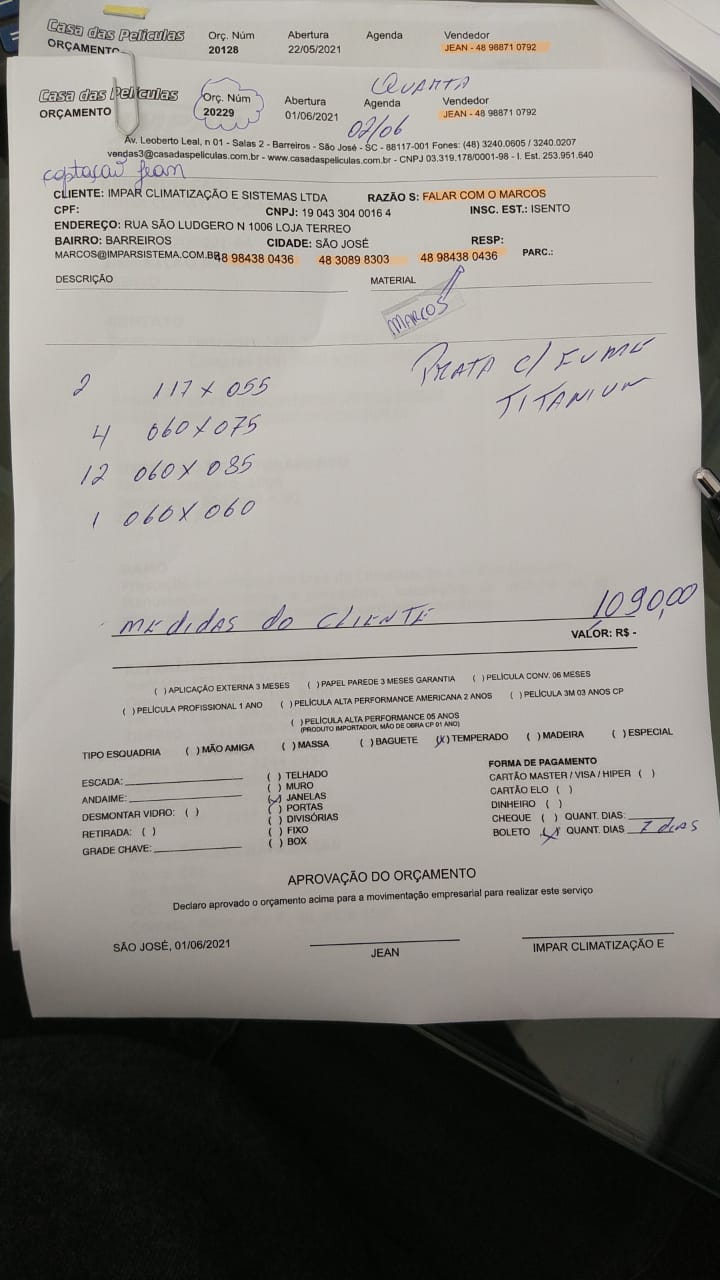 Casa das Películas Orç. Núm Abertura Agenda Vendedor
ORÇAMENTO 20128 22/05/2021 JEAN - 48 98871 0792
QUARTA
Casa das Películas Orç. Núm Abertura Agenda Vendedor
ORÇAMENTO 20229 01/06/2021 02/06 JEAN - 48 98871 0792
Av. Leoberto Leal, n 01 - Salas 2 - Barreiros - São José - SC - 88117-001 Fones: (48) 3240.0605 / 3240.0207
vendas3@casadaspeliculas.com.br - www.casadaspeliculas.com.br - CNPJ 03.319.178/0001-98 - I. Est. 253.951.640
captação jean
CLIENTE: IMPAR CLIMATIZAÇÃO E SISTEMAS LTDA RAZÃO S: FALAR COM O MARCOS
CPF: CNPJ: 19 043 304 0016 4 INSC. EST.: ISENTO
ENDEREÇO: RUA SÃO LUDGERO N 1006 LOJA TERREO
BAIRRO: BARREIROS CIDADE: SÃO JOSÉ RESP:
MARCOS@IMPARSISTEMA.COM.BR 48 98438 0436 48 3089 8303 48 98438 0436 PARC.:
DESCRIÇÃO MATERIAL
MARCOS
PRATA C/ FUME
TITANIUM
2 117 X 055
4 060 X 075
12 060 X 085
1 060 X 060
MEDIDAS DO CLIENTE 1090,00
VALOR: R$ -
( ) APLICAÇÃO EXTERNA 3 MESES ( ) PAPEL PAREDE 3 MESES GARANTIA ( ) PELÍCULA CONV. 06 MESES
( ) PELÍCULA PROFISSIONAL 1 ANO ( ) PELÍCULA ALTA PERFORMANCE AMERICANA 2 ANOS ( ) PELÍCULA 3M 03 ANOS CP
( ) PELÍCULA ALTA PERFORMANCE 05 ANOS
(PRODUTO IMPORTADOR, MÃO DE OBRA CP 01 ANO)
TIPO ESQUADRIA ( ) MÃO AMIGA ( ) MASSA ( ) BAGUETE (X) TEMPERADO ( ) MADEIRA ( ) ESPECIAL
ESCADA: ( ) TELHADO FORMA DE PAGAMENTO
ANDAIME: ( ) MURO CARTÃO MASTER / VISA / HIPER ( )
DESMONTAR VIDRO: ( ) (X) JANELAS CARTÃO ELO ( )
RETIRADA: ( ) ( ) PORTAS DINHEIRO ( )
GRADE CHAVE: ( ) DIVISÓRIAS CHEQUE ( ) QUANT. DIAS:
( ) FIXO BOLETO (X) QUANT. DIAS 7 dias
( ) BOX
APROVAÇÃO DO ORÇAMENTO
Declaro aprovado o orçamento acima para a movimentação empresarial para realizar este serviço
SÃO JOSÉ, 01/06/2021 JEAN IMPAR CLIMATIZAÇÃO E